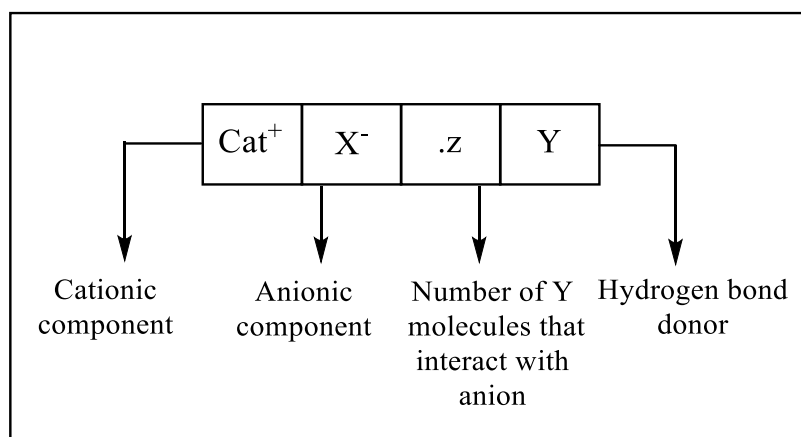 Cat+ X- .z Y
Cationic component
Anionic component
Number of Y molecules that interact with anion
Hydrogen bond donor